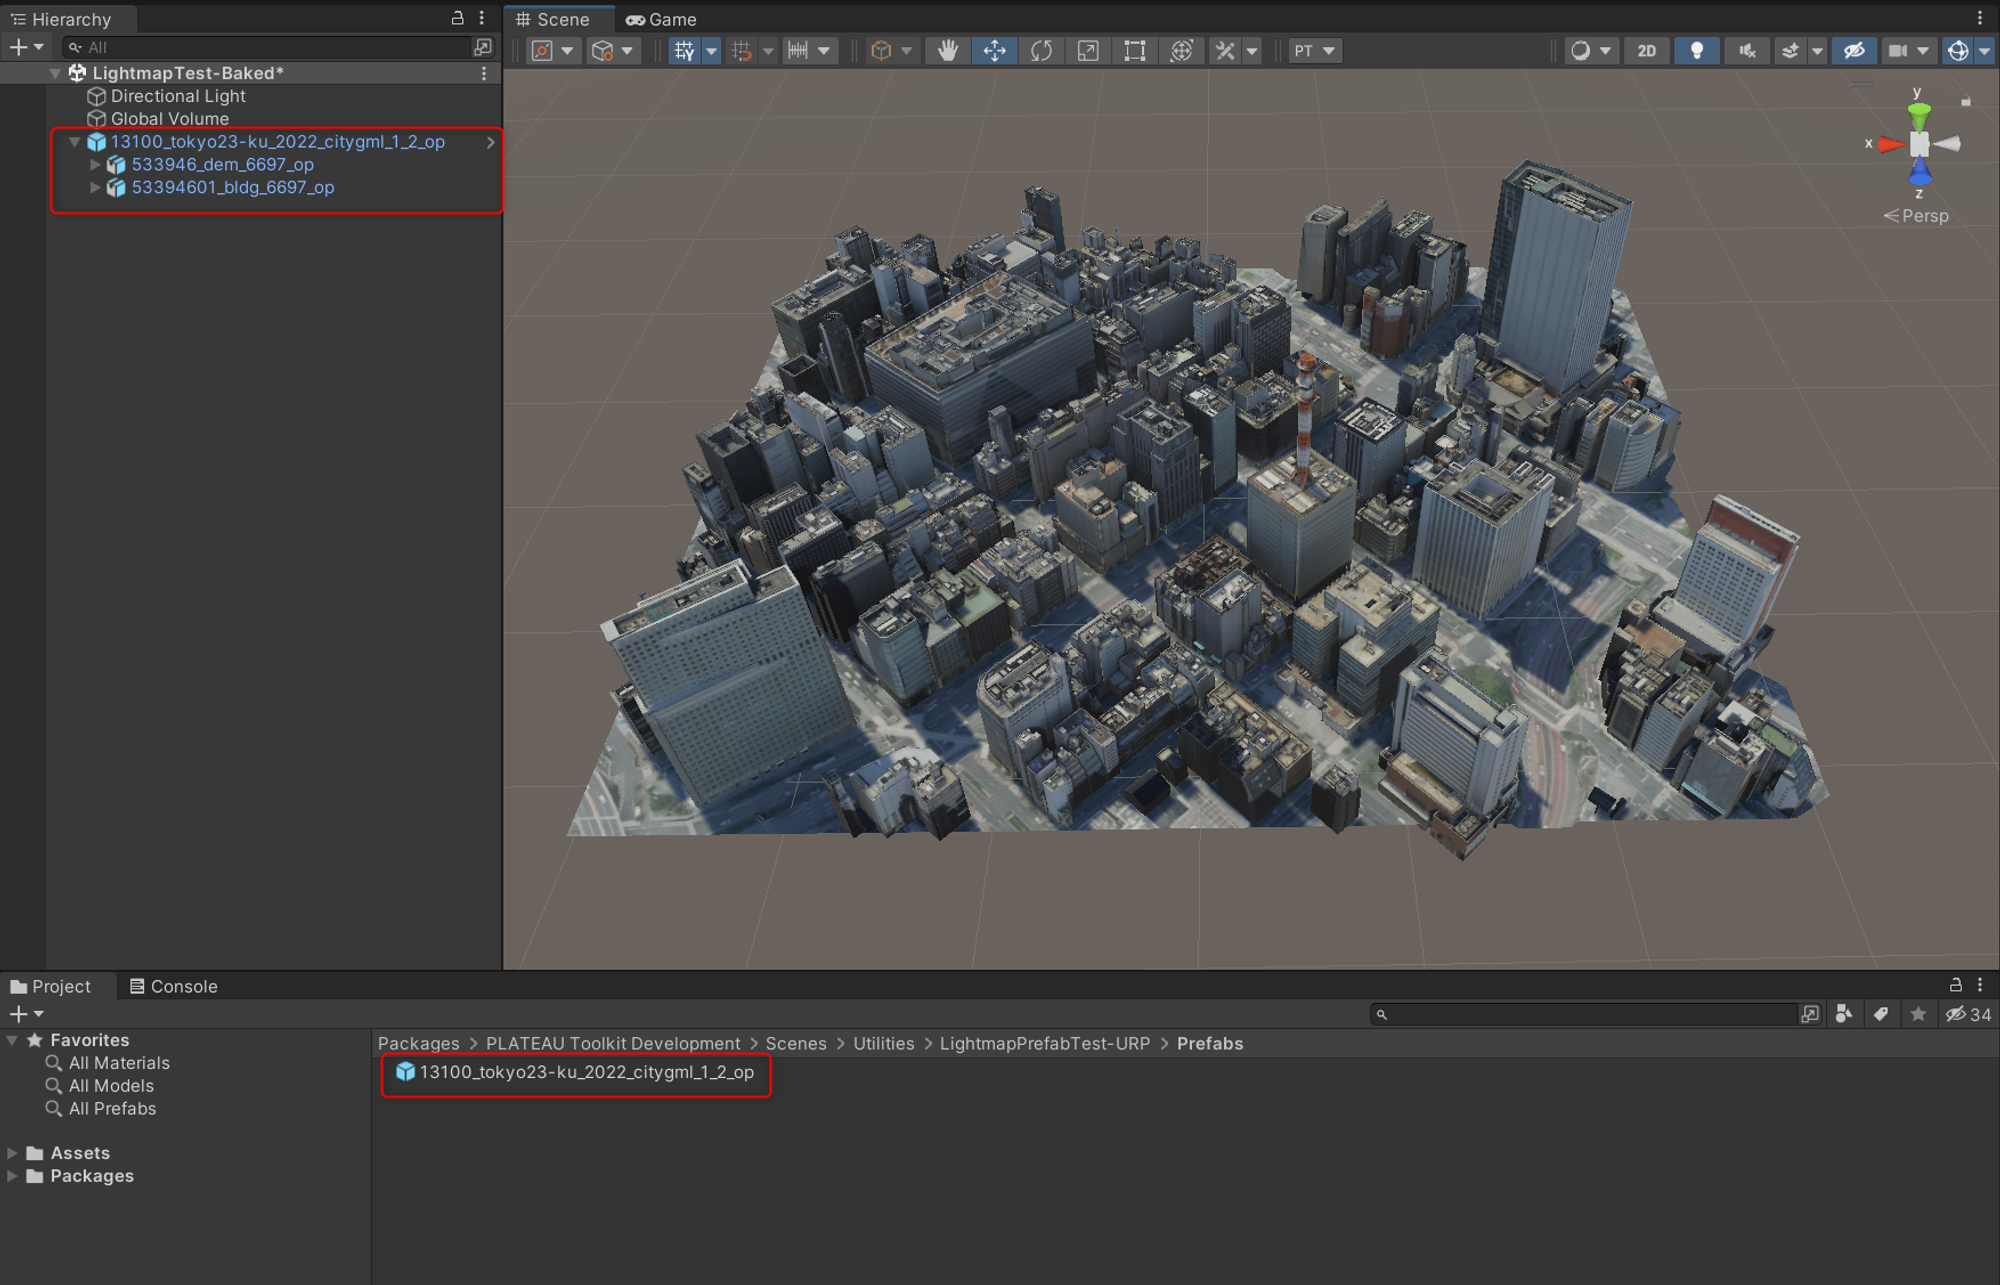 Hierarchy
All
LightmapTest-Baked*
Directional Light
Global Volume
13100_tokyo23-ku_2022_citygml_1_2_op
533946_dem_6697_op
53394601_bldg_6697_op
Scene
Game
PT
2D
y
x
z
Persp
Project
Console
34
Favorites
All Materials
All Models
All Prefabs
Assets
Packages
Packages > PLATEAU Toolkit Development > Scenes > Utilities > LightmapPrefabTest-URP > Prefabs
13100_tokyo23-ku_2022_citygml_1_2_op